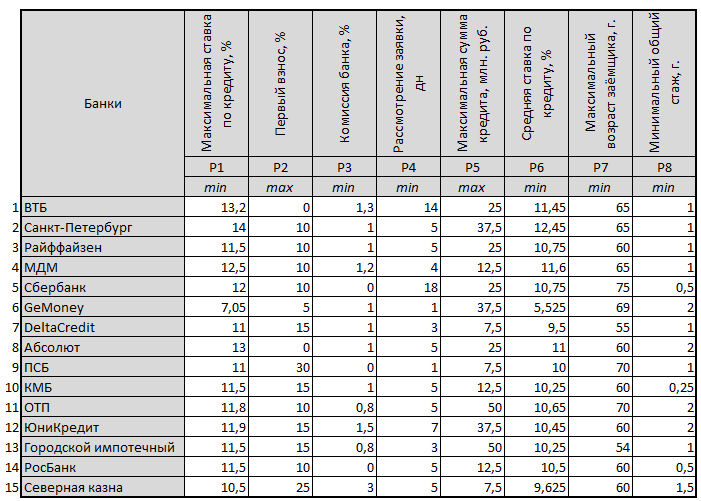 Банки Максимальная ставка по кредиту, % Первый взнос, % Комиссия банка, % Рассмотрение заявки, дн Максимальная сумма кредита, млн. руб. Средняя ставка по кредиту, % Максимальный возраст заёмщика, г. Минимальный общий стаж, г.
P1 P2 P3 P4 P5 P6 P7 P8
min max min min max min min min
1 ВТБ 13,2 0 1,3 14 25 11,45 65 1
2 Санкт-Петербург 14 10 1 5 37,5 12,45 65 1
3 Райффайзен 11,5 10 1 5 25 10,75 60 1
4 МДМ 12,5 10 1,2 4 12,5 11,6 65 1
5 Сбербанк 12 10 0 18 25 10,75 75 0,5
6 GeMoney 7,05 5 1 1 37,5 5,525 69 2
7 DeltaCredit 11 15 1 3 7,5 9,5 55 1
8 Абсолют 13 0 1 5 25 11 60 2
9 ПСБ 11 30 0 1 7,5 10 70 1
10 КМБ 11,5 15 1 5 12,5 10,25 60 0,25
11 ОТП 11,8 10 0,8 5 50 10,65 70 2
12 ЮниКредит 11,9 15 1,5 7 37,5 10,45 60 2
13 Городской импотечный 11,5 15 0,8 3 50 10,25 54 1
14 РосБанк 11,5 10 0 5 12,5 10,5 60 0,5
15 Северная казна 10,5 25 3 5 7,5 9,625 60 1,5